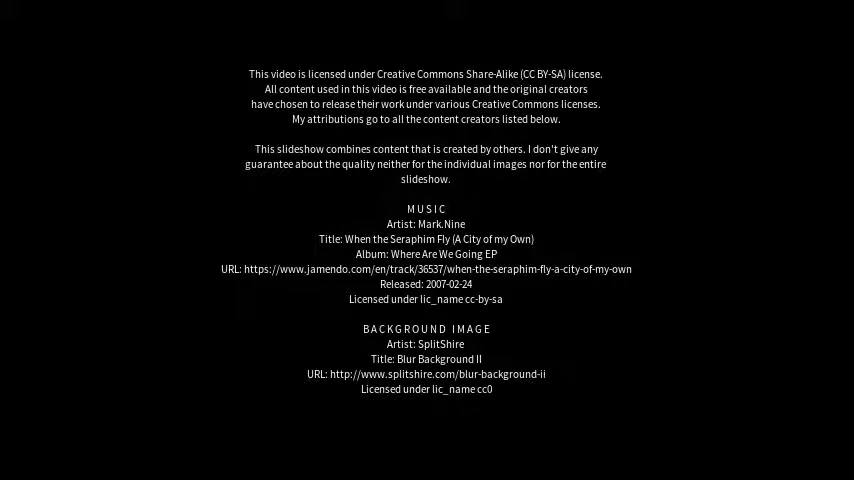 This video is licensed under Creative Commons Share-Alike (CC BY-SA) license.
All content used in this video is free available and the original creators
have chosen to release their work under various Creative Commons licenses.
My attributions go to all the content creators listed below.
This slideshow combines content that is created by others. I don't give any
guarantee about the quality neither for the individual images nor for the entire
slideshow.
MUSIC
Artist: Mark.Nine
Title: When the Seraphim Fly (A City of my Own)
Album: Where Are We Going EP
URL: https://www.jamendo.com/en/track/36537/when-the-seraphim-fly-a-city-of-my-own
Released: 2007-02-24
Licensed under lic_name cc-by-sa
BACKGROUND IMAGE
Artist: SplitShire
Title: Blur Background II
URL: http://www.splitshire.com/blur-background-ii
Licensed under lic_name cc0